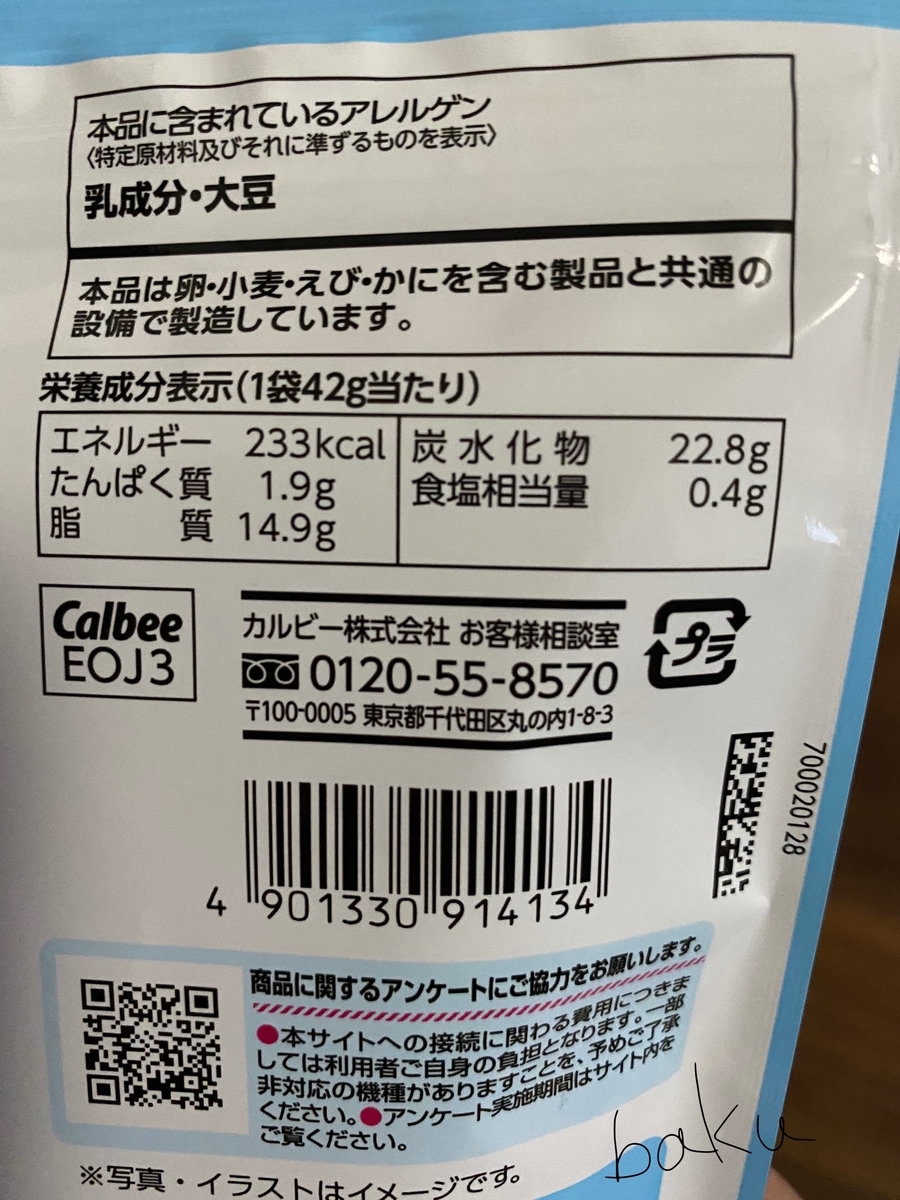 本品に含まれているアレルゲン
〈特定原材料及びそれに準ずるものを表示〉
乳成分・大豆
本品は卵・小麦・えび・かにを含む製品と共通の
設備で製造しています。
栄養成分表示(1袋42g当たり)
エネルギー 233kcal 炭水化物 22.8g
たんぱく質 1.9g 食塩相当量 0.4g
脂質 14.9g
Calbee
EOJ3
カルビー株式会社 お客様相談室
0120-55-8570
〒100-0005 東京都千代田区丸の内1-8-3
プラ
700020128
4 901330 914134
商品に関するアンケートにご協力をお願いします。
●本サイトへの接続に関わる費用につきま
しては利用者ご自身の負担となります。一部
非対応の機種がありますことを、予めご了承
ください。●アンケート実施期間はサイト内を
ご覧ください。
※写真・イラストはイメージです。
baku